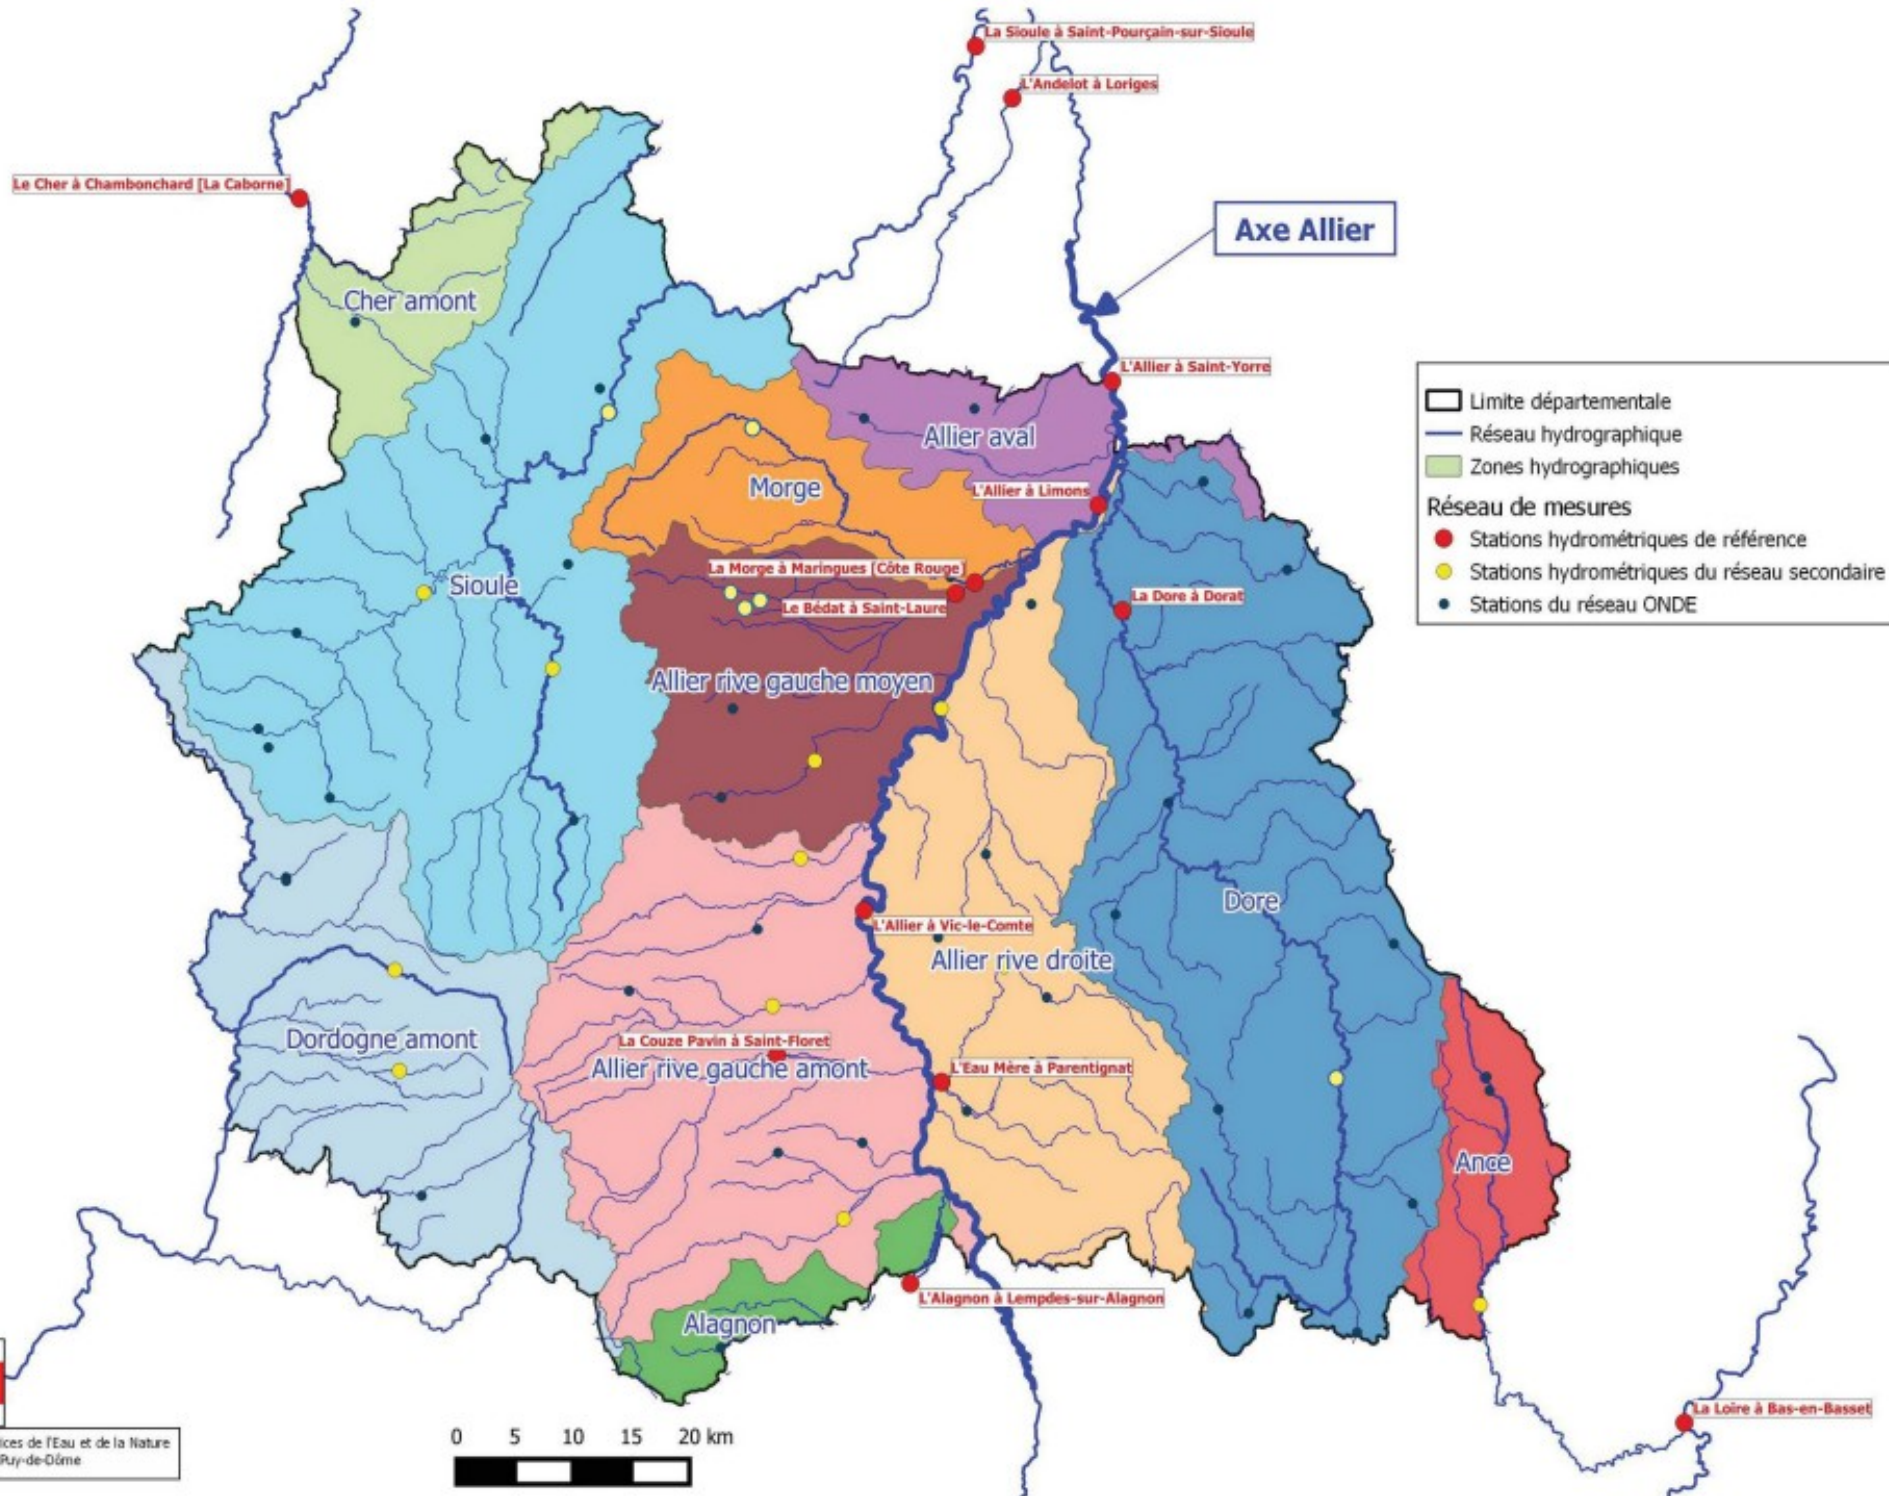 La Sioule à Saint-Pourçain-sur-Sioule
L'Andelot à Loriges
Le Cher à Chambonchard [La Caborne]
Axe Allier
Cher amont
L'Allier à Saint-Yorre
Limite départementale
Réseau hydrographique
Zones hydrographiques
Réseau de mesures
Stations hydrométriques de référence
Stations hydrométriques du réseau secondaire
Stations du réseau ONDE
Allier aval
Morge
L'Allier à Limons
La Morge à Maringues [Côte Rouge]
Sioule
Le Bédat à Saint-Laure
La Dore à Dorat
Allier rive gauche moyen
Dore
L'Allier à Vic-le-Comte
Allier rive droite
Dordogne amont
La Couze Pavin à Saint-Floret
Allier rive gauche amont
L'Eau Mère à Parentignat
Ance
L'Alagnon à Lempdes-sur-Alagnon
Alagnon
La Loire à Bas-en-Basset
0 5 10 15 20 km
ices de l'Eau et de la Nature
Puy-de-Dôme